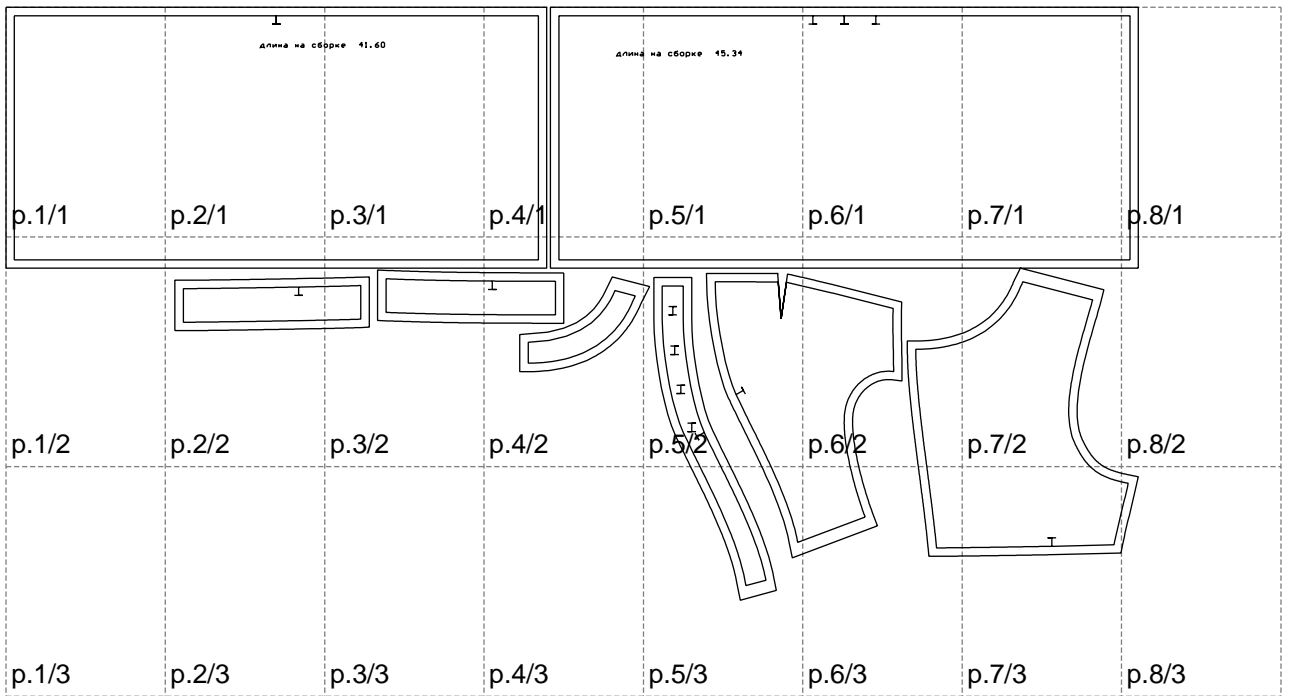 длина на сборке 41.60
длина на сборке 45.34
p.1/1 p.2/1 p.3/1 p.4/1 p.5/1 p.6/1 p.7/1 p.8/1
p.1/2 p.2/2 p.3/2 p.4/2 p.5/2 p.6/2 p.7/2 p.8/2
p.1/3 p.2/3 p.3/3 p.4/3 p.5/3 p.6/3 p.7/3 p.8/3